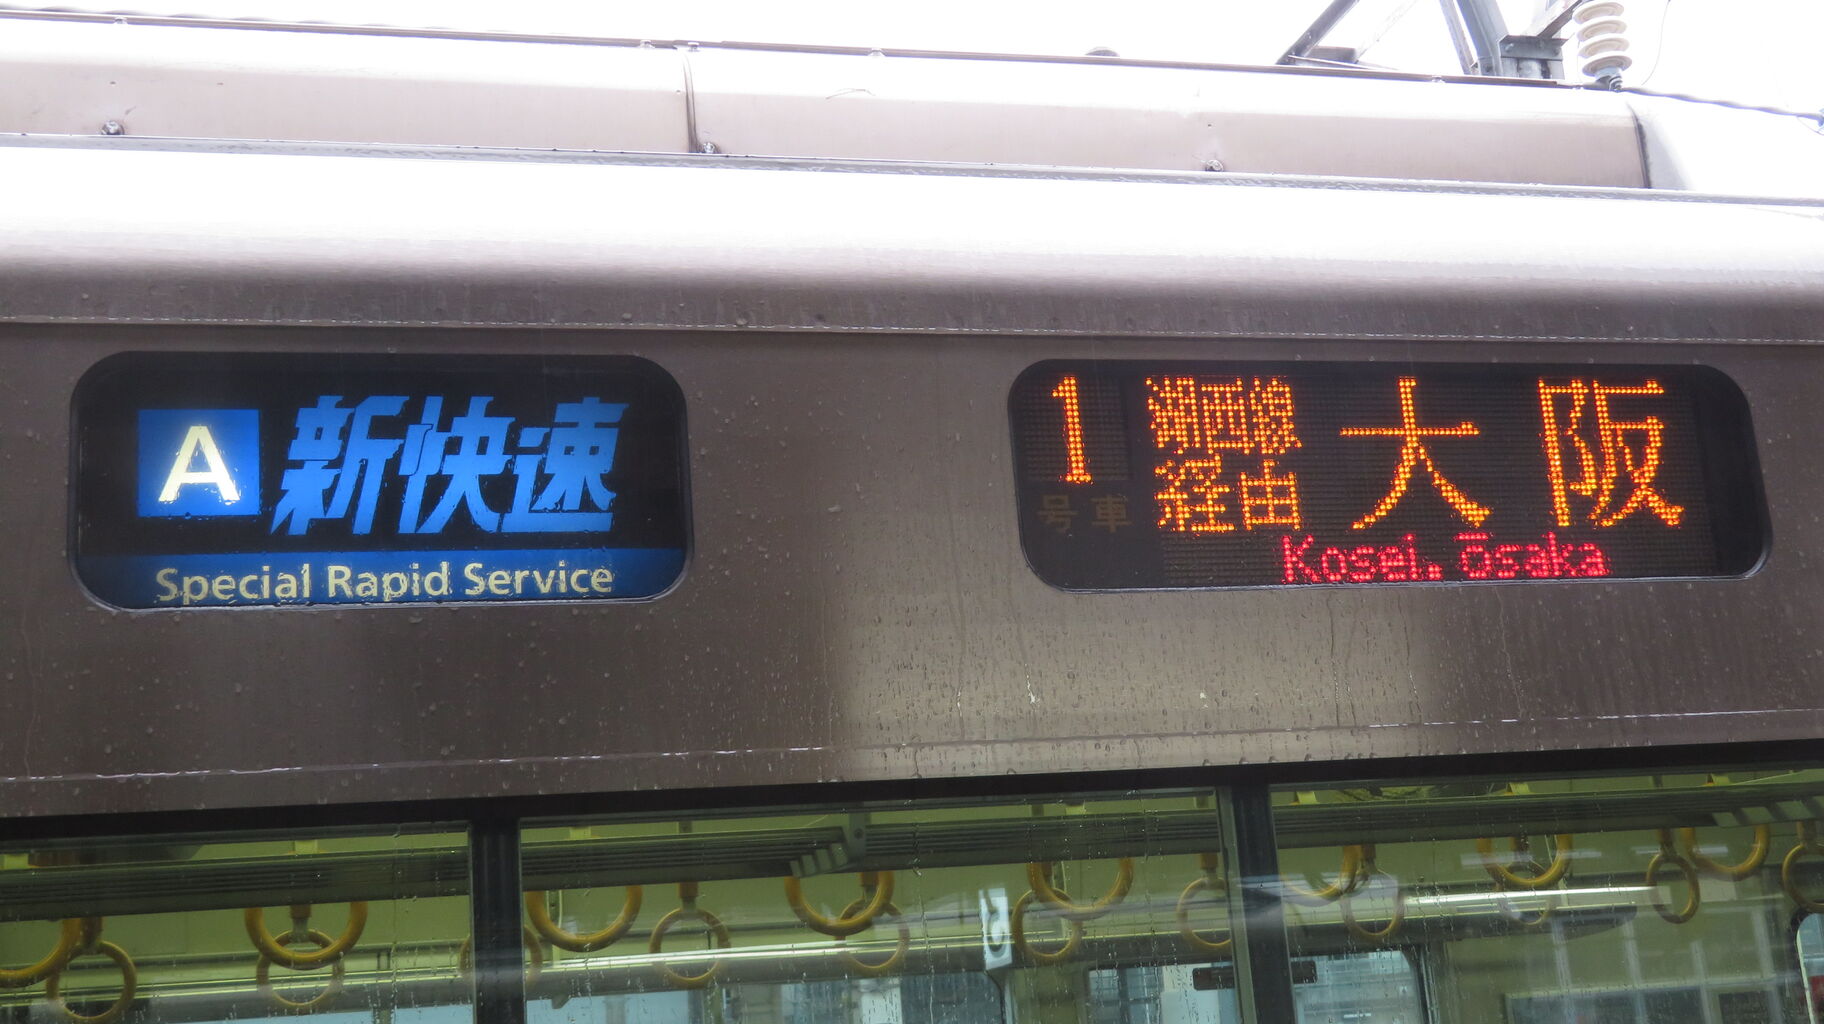 A 新快速
Special Rapid Service
1 号車
湖西線
経由
大阪
Kosei, Ōsaka